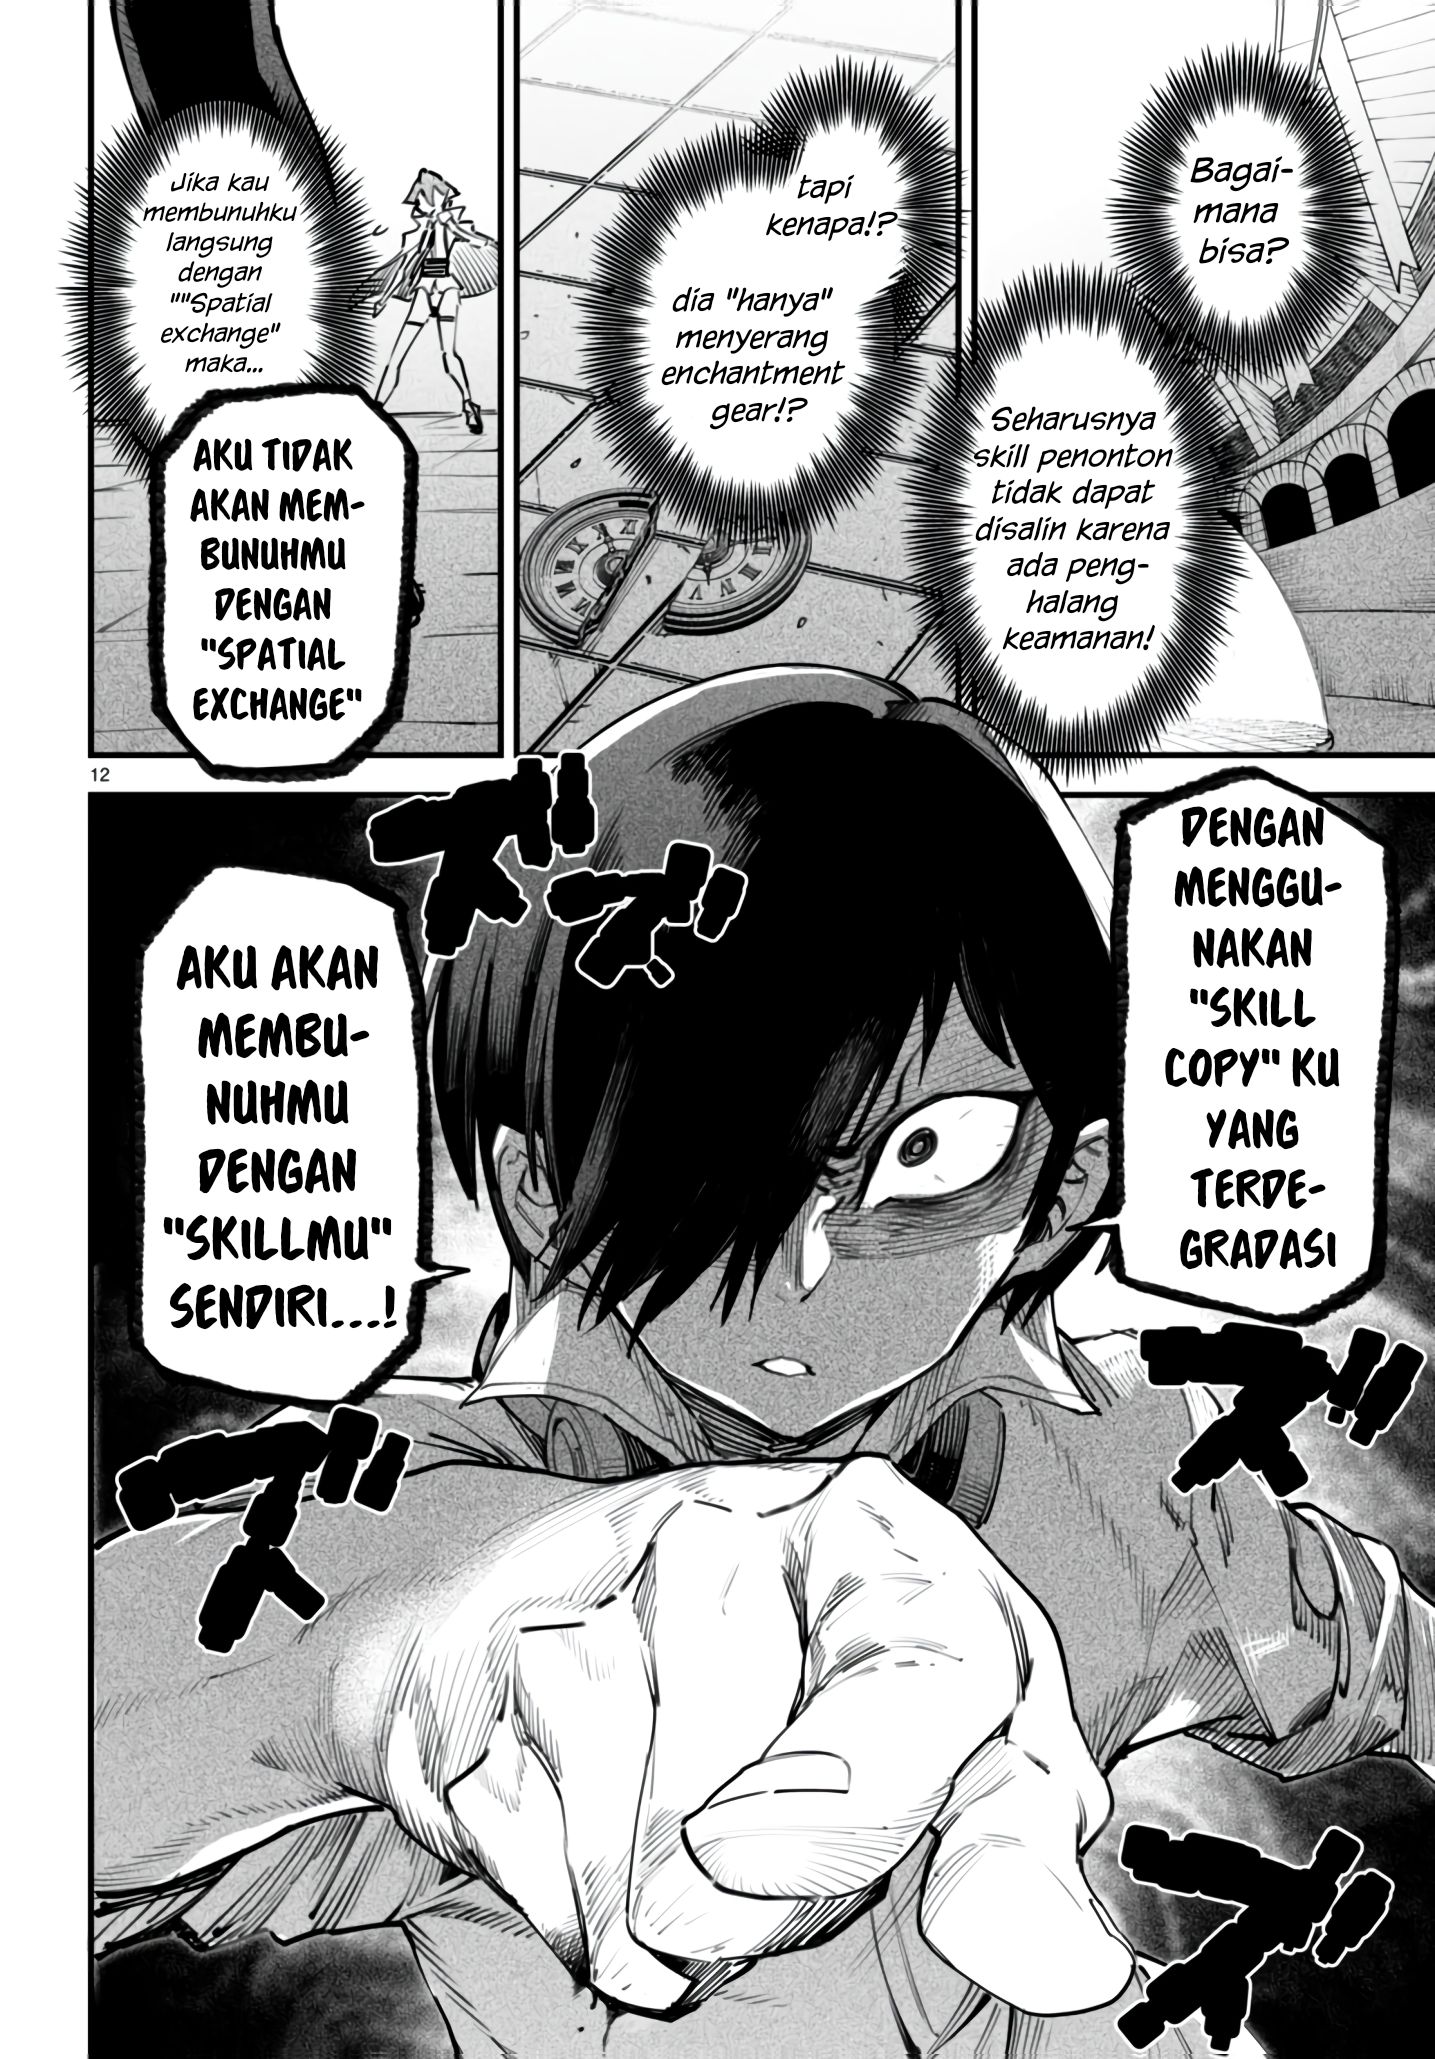 Bagai-
mana
bisa?
Seharusnya
skill penonton
tidak dapat
disalin karena
ada peng-
halang
keamanan!
tapi
kenapa!?
dia "hanya"
menyerang
enchantment
gear!?
Jika kau
membunuhku
langsung
dengan
""Spatial
exchange"
maka...
AKU TIDAK
AKAN MEM-
BUNUHMU
DENGAN
"SPATIAL
EXCHANGE"
12
DENGAN
MENGGU-
NAKAN
"SKILL
COPY" KU
YANG
TERDE-
GRADASI
ズズ
ズズ
AKU AKAN
MEMBU-
NUHMU
DENGAN
"SKILLMU"
SENDIRI...!
ズ
ズ
ズ